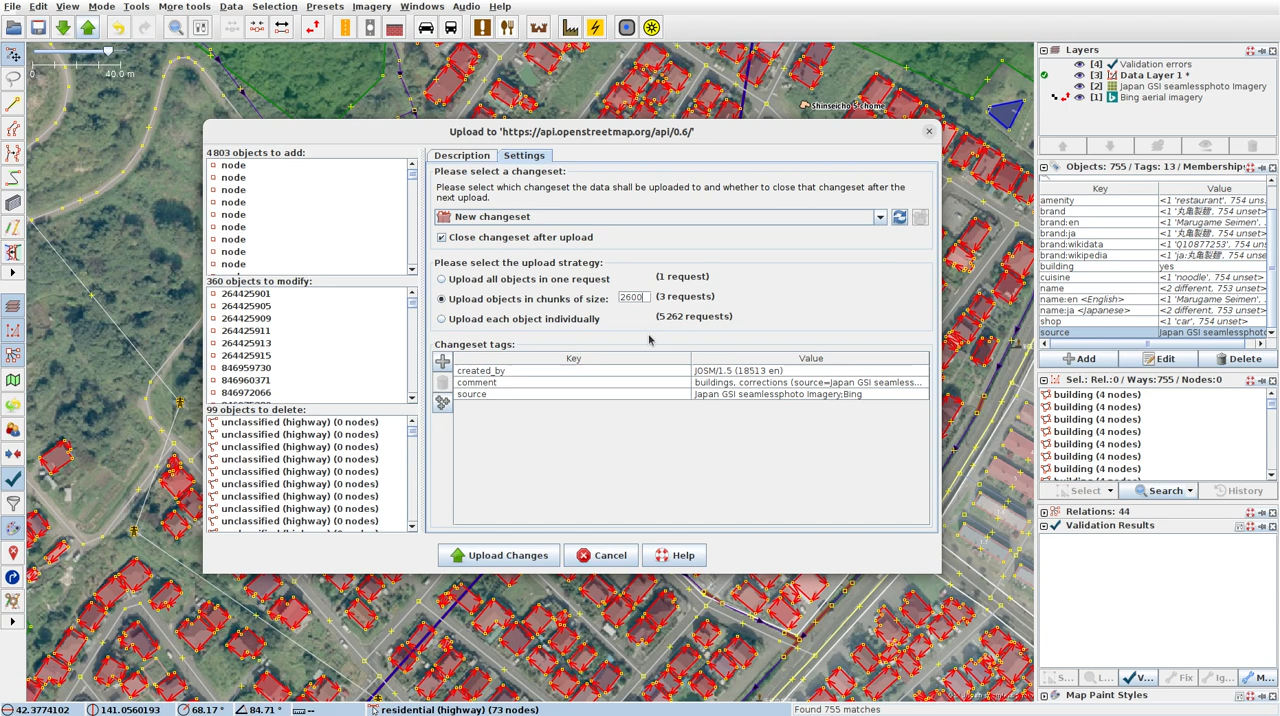 File Edit View Mode Tools More tools Data Selection Presets Imagery Windows Audio Help
0 40.0 m
Shinseicho 5-chome
Upload to 'https://api.openstreetmap.org/api/0.6/'
4803 objects to add:
node
node
node
node
node
node
node
node
node
360 objects to modify:
264425901
264425905
264425909
264425911
264425913
264425915
846959730
846960371
846972066
99 objects to delete:
unclassified (highway) (0 nodes)
unclassified (highway) (0 nodes)
unclassified (highway) (0 nodes)
unclassified (highway) (0 nodes)
unclassified (highway) (0 nodes)
unclassified (highway) (0 nodes)
unclassified (highway) (0 nodes)
unclassified (highway) (0 nodes)
unclassified (highway) (0 nodes)
Description Settings
Please select a changeset:
Please select which changeset the data shall be uploaded to and whether to close that changeset after the
next upload.
New changeset
Close changeset after upload
Please select the upload strategy:
Upload all objects in one request (1 request)
Upload objects in chunks of size: 2600 (3 requests)
Upload each object individually (5262 requests)
Changeset tags:
Key Value
created_by JOSM/1.5 (18513 en)
comment buildings, corrections (source=Japan GSI seamless...
source Japan GSI seamlessphoto Imagery;Bing
Upload Changes Cancel Help
Layers
[4] Validation errors
[3] Data Layer 1 *
[2] Japan GSI seamlessphoto Imagery
[1] Bing aerial imagery
Objects: 755 / Tags: 13 / Membership
Key Value
amenity <1 'restaurant', 754 uns..
brand <1 '丸亀製麺', 754 unset>
brand:en <1 'Marugame Seimen', ...
brand:ja <1 '丸亀製麺', 754 unset>
brand:wikidata <1 'Q10877253', 754 un...
brand:wikipedia <1 'ja:丸亀製麺', 754 un...
building yes
cuisine <1 'noodle', 754 unset>
name <2 different, 753 unset>
name:en <English> <1 'Marugame Seimen', ...
name:ja <Japanese> <2 different, 753 unset>
shop <1 'car', 754 unset>
source Japan GSI seamlessphoto
Add Edit Delete
Sel.: Rel.:0 / Ways:755 / Nodes:0
building (4 nodes)
building (4 nodes)
building (4 nodes)
building (4 nodes)
building (4 nodes)
building (4 nodes)
building (4 nodes)
Select Search History
Relations: 44
Validation Results
S... L... V... Fix Ig... M...
Map Paint Styles
42.3774102 141.0560193 68.17 ° 84.71 ° -- residential (highway) (73 nodes) Found 755 matches